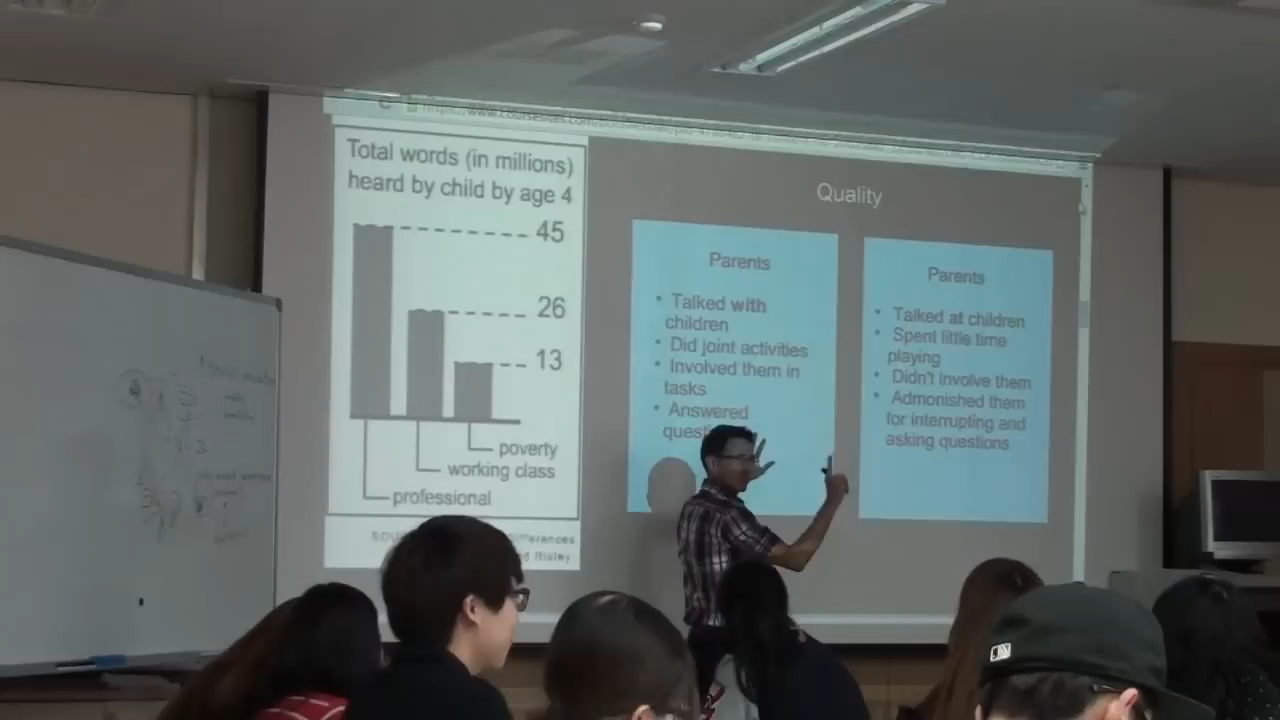 Total words (in millions)
heard by child by age 4
45
26
13
poverty
working class
professional
Risley
Quality
Parents
• Talked with
children
• Did joint activities
• Involved them in
tasks
• Answered
Parents
• Talked at children
• Spent little time
playing
• Didn't involve them
• Admonished them
for interrupting and
asking questions